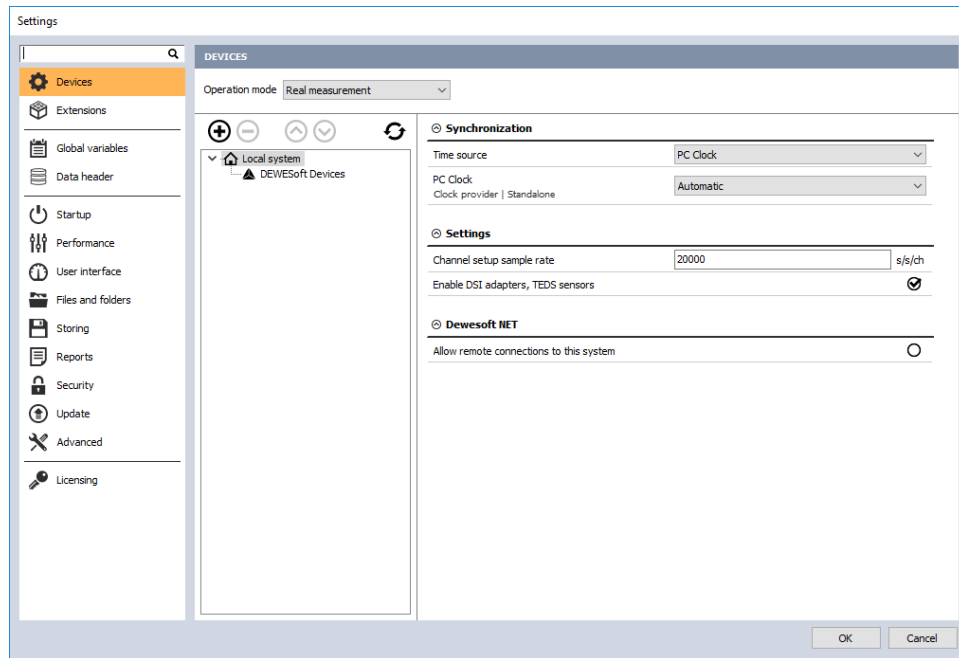 Settings
DEVICES
Devices
Extensions
Global variables
Data header
Startup
Performance
User interface
Files and folders
Storing
Reports
Security
Update
Advanced
Licensing
Operation mode Real measurement
Local system
DEWESoft Devices
Synchronization
Time source PC Clock
PC Clock
Clock provider | Standalone
Automatic
Settings
Channel setup sample rate 20000 s/s/ch
Enable DSI adapters, TEDS sensors
Dewesoft NET
Allow remote connections to this system
OK Cancel